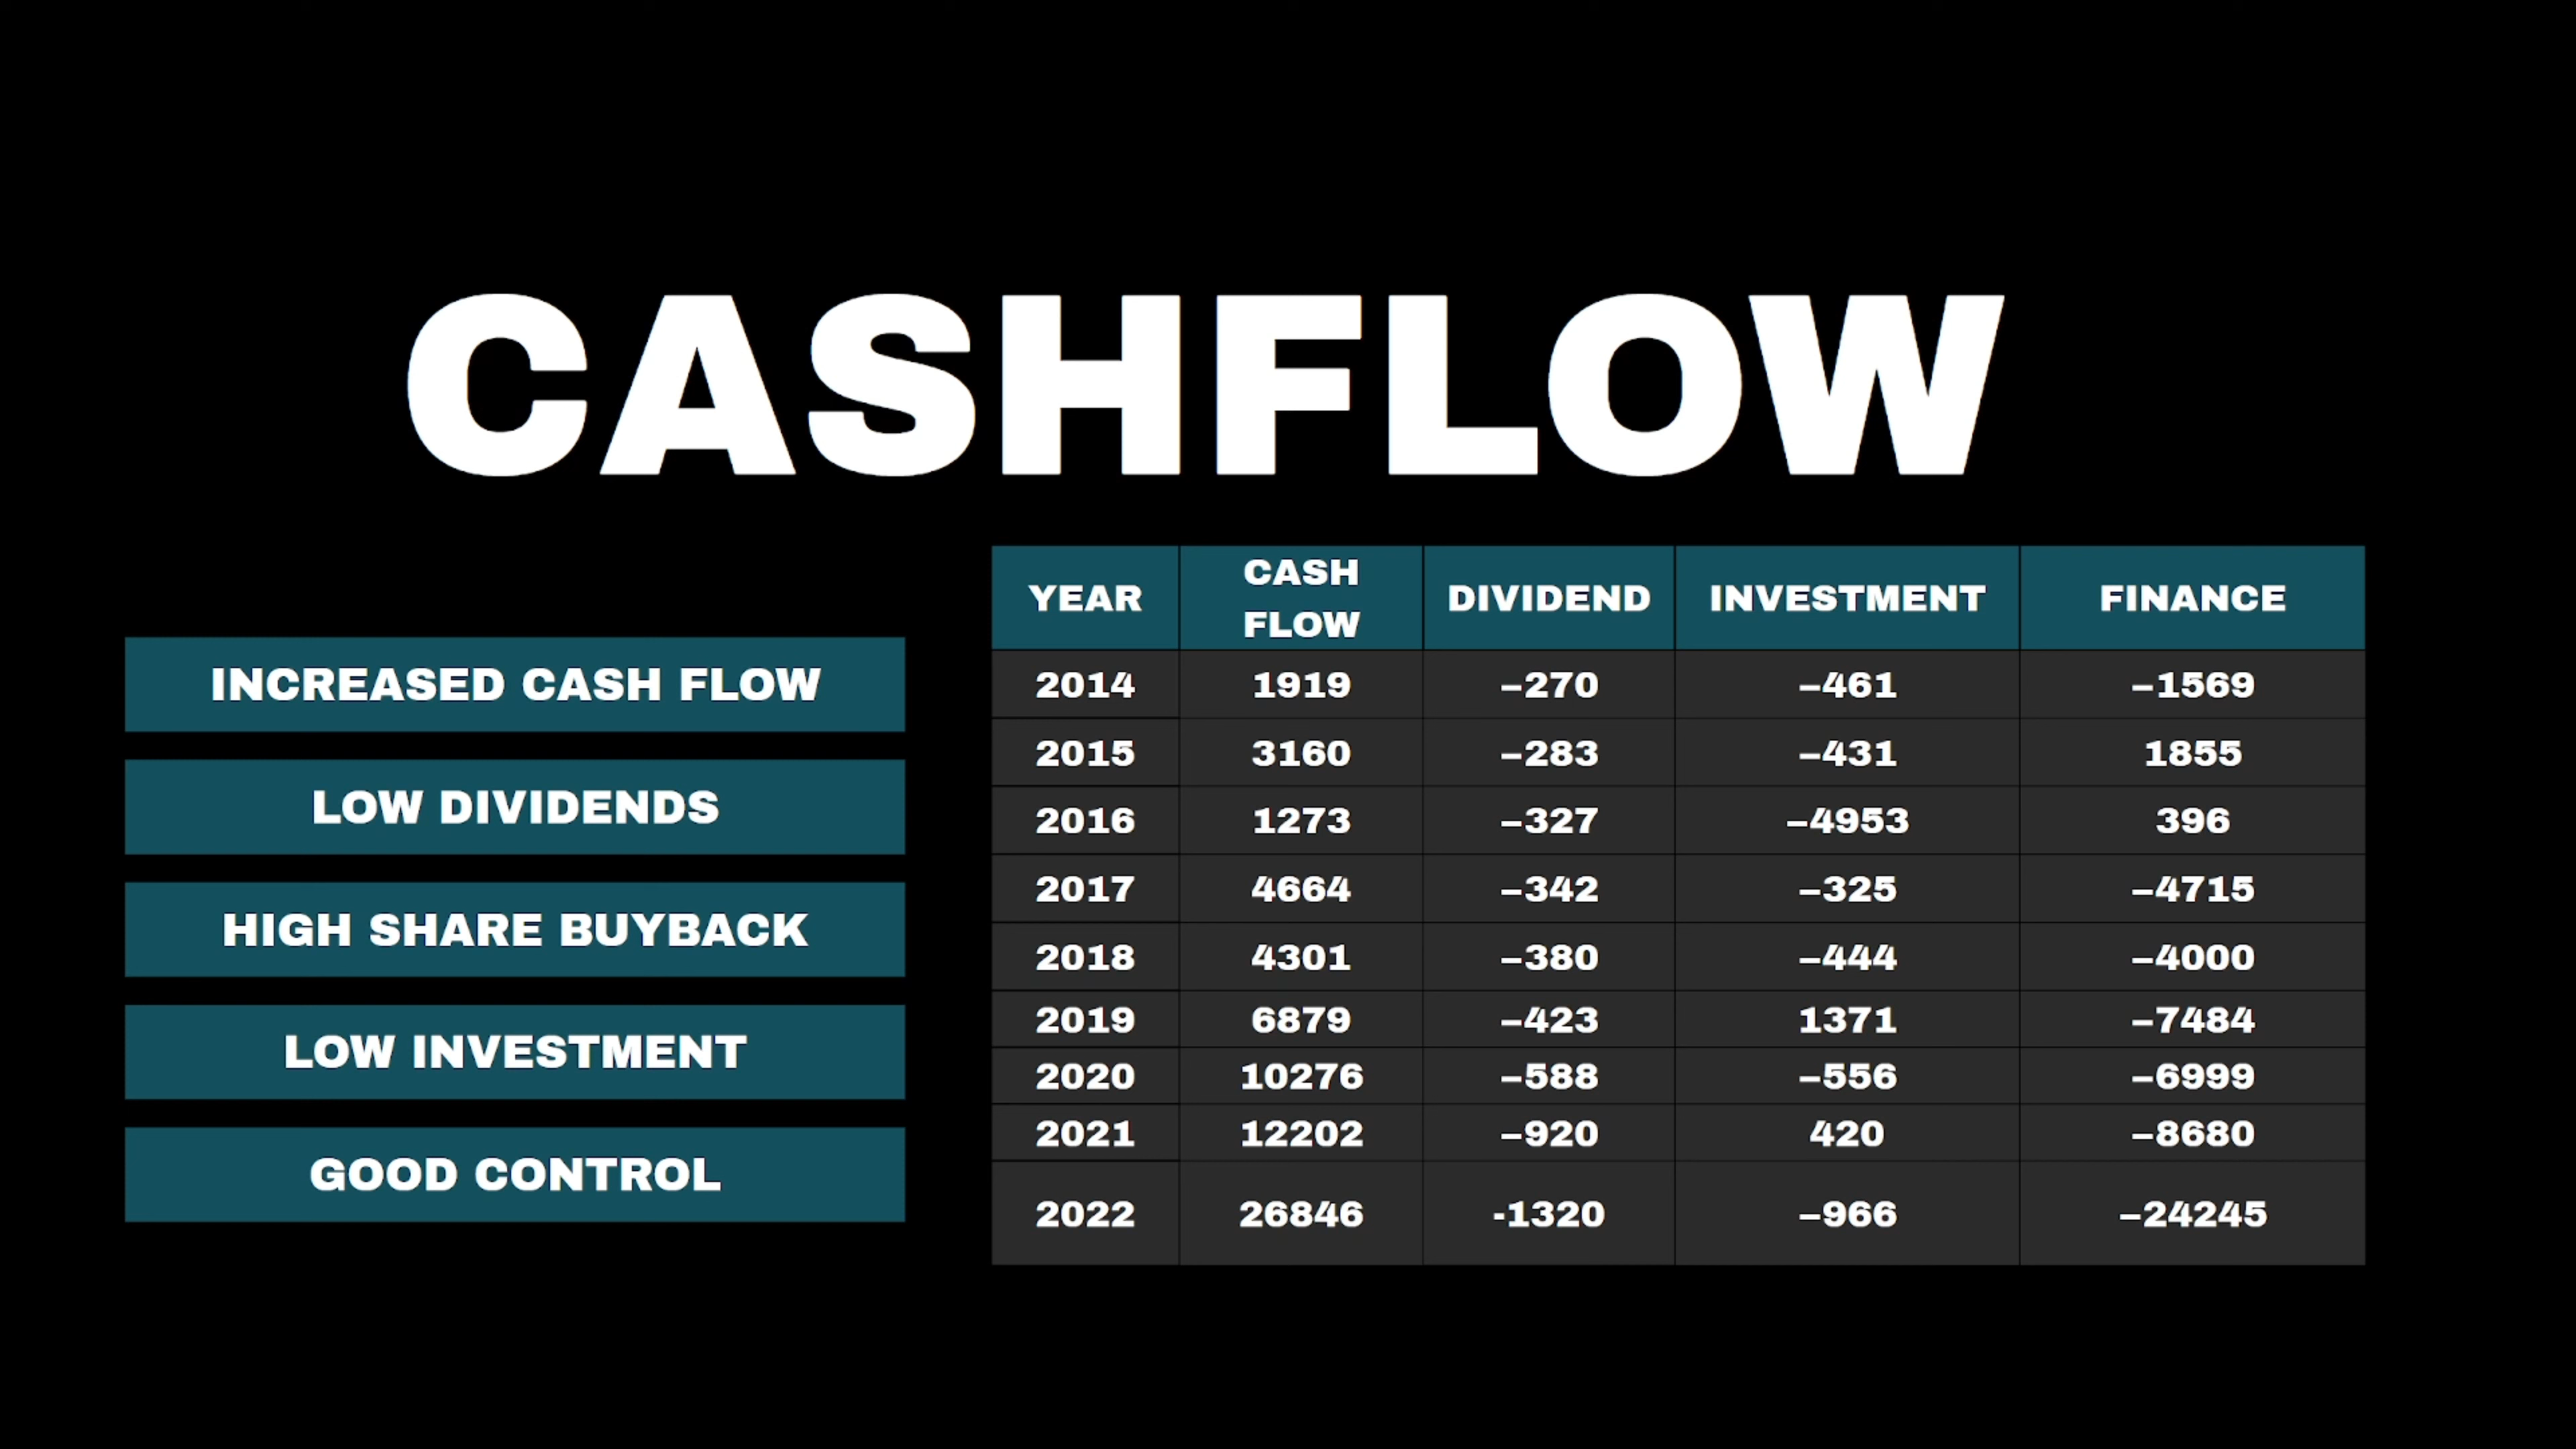 CASHFLOW
INCREASED CASH FLOW
LOW DIVIDENDS
HIGH SHARE BUYBACK
LOW INVESTMENT
GOOD CONTROL
YEAR CASH FLOW DIVIDEND INVESTMENT FINANCE
2014 1919 –270 –461 –1569
2015 3160 –283 –431 1855
2016 1273 –327 –4953 396
2017 4664 –342 –325 –4715
2018 4301 –380 –444 –4000
2019 6879 –423 1371 –7484
2020 10276 –588 –556 –6999
2021 12202 –920 420 –8680
2022 26846 -1320 –966 –24245